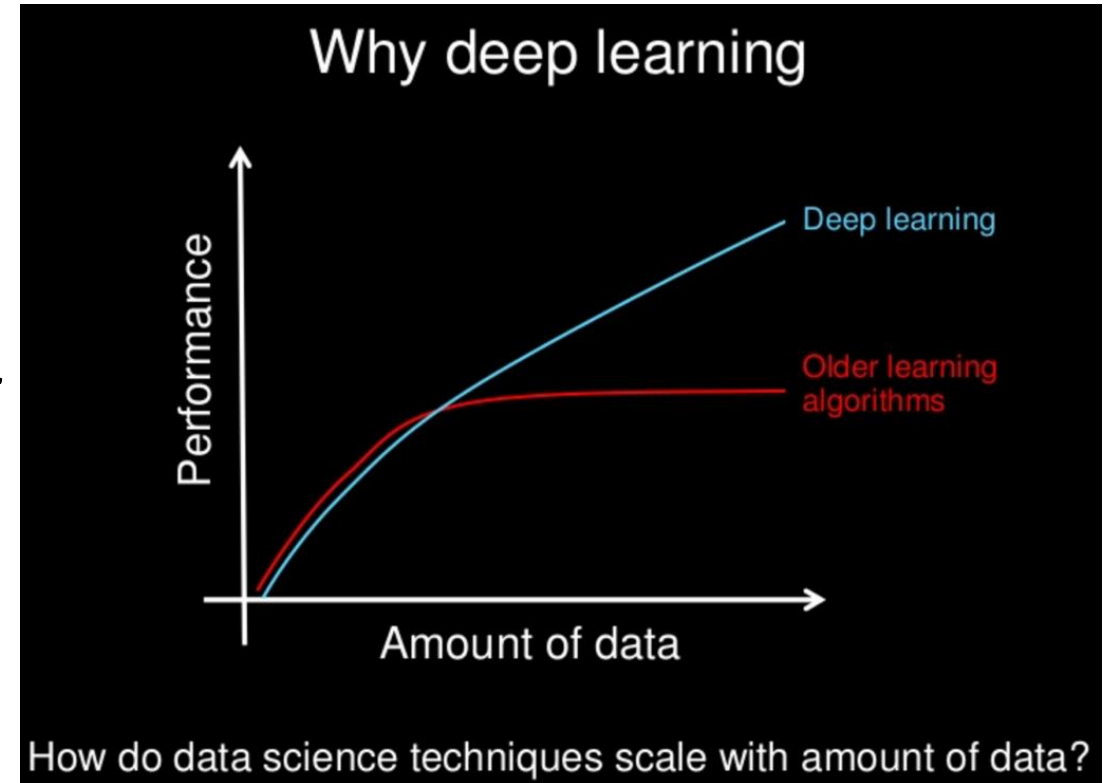 Why deep learning
Performance
Deep learning
Older learning
algorithms
Amount of data
How do data science techniques scale with amount of data?